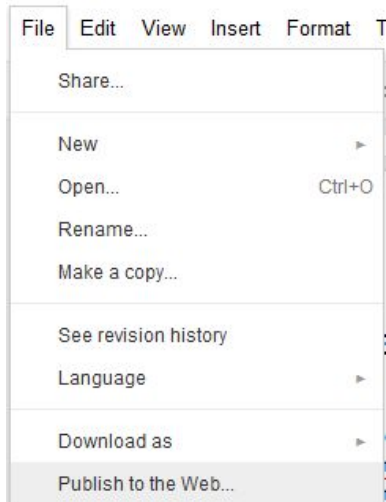 File Edit View Insert Format T
Share...
New
Open... Ctrl+O
Rename...
Make a copy...
See revision history
Language
Download as
Publish to the Web...